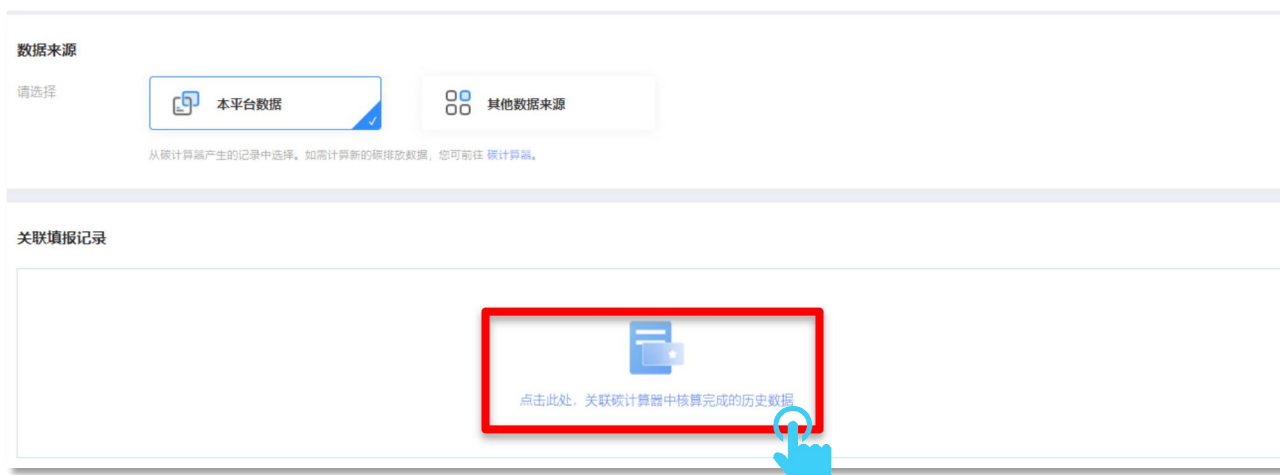 数据来源
请选择
本平台数据
其他数据来源
从碳计算器产生的记录中选择。如需计算新的碳排放数据，您可前往 碳计算器。
关联填报记录
点击此处，关联碳计算器中核算完成的历史数据